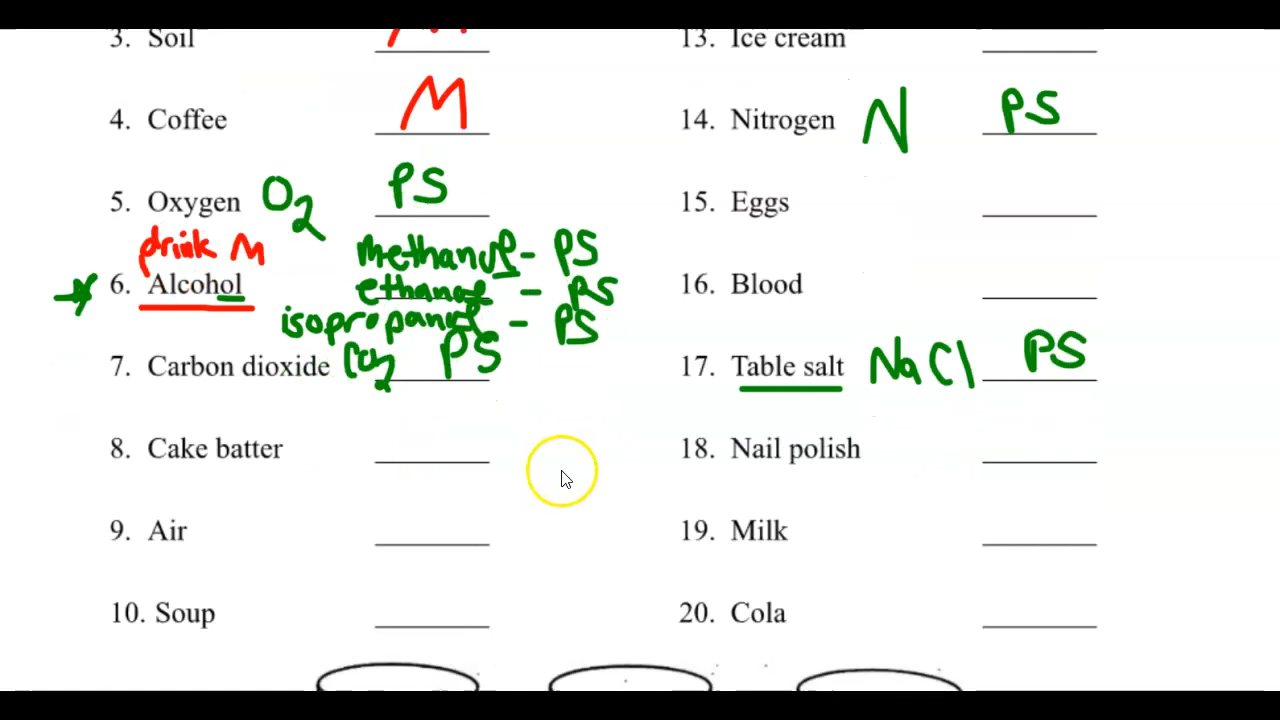 3. Soil M
4. Coffee M
5. Oxygen O2 PS
drink M
methanol - PS
6. Alcohol ethanol - PS
isopropanol - PS
7. Carbon dioxide CO2 PS
8. Cake batter
9. Air
10. Soup
13. Ice cream
14. Nitrogen N PS
15. Eggs
16. Blood
17. Table salt NaCl PS
18. Nail polish
19. Milk
20. Cola